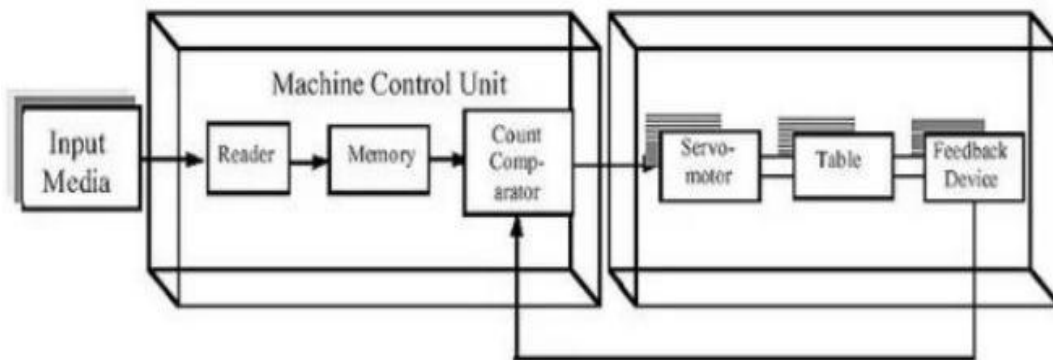 Machine Control Unit
Input
Media
Reader
Memory
Count
Comp-
arator
Servo-
motor
Table
Feedback
Device